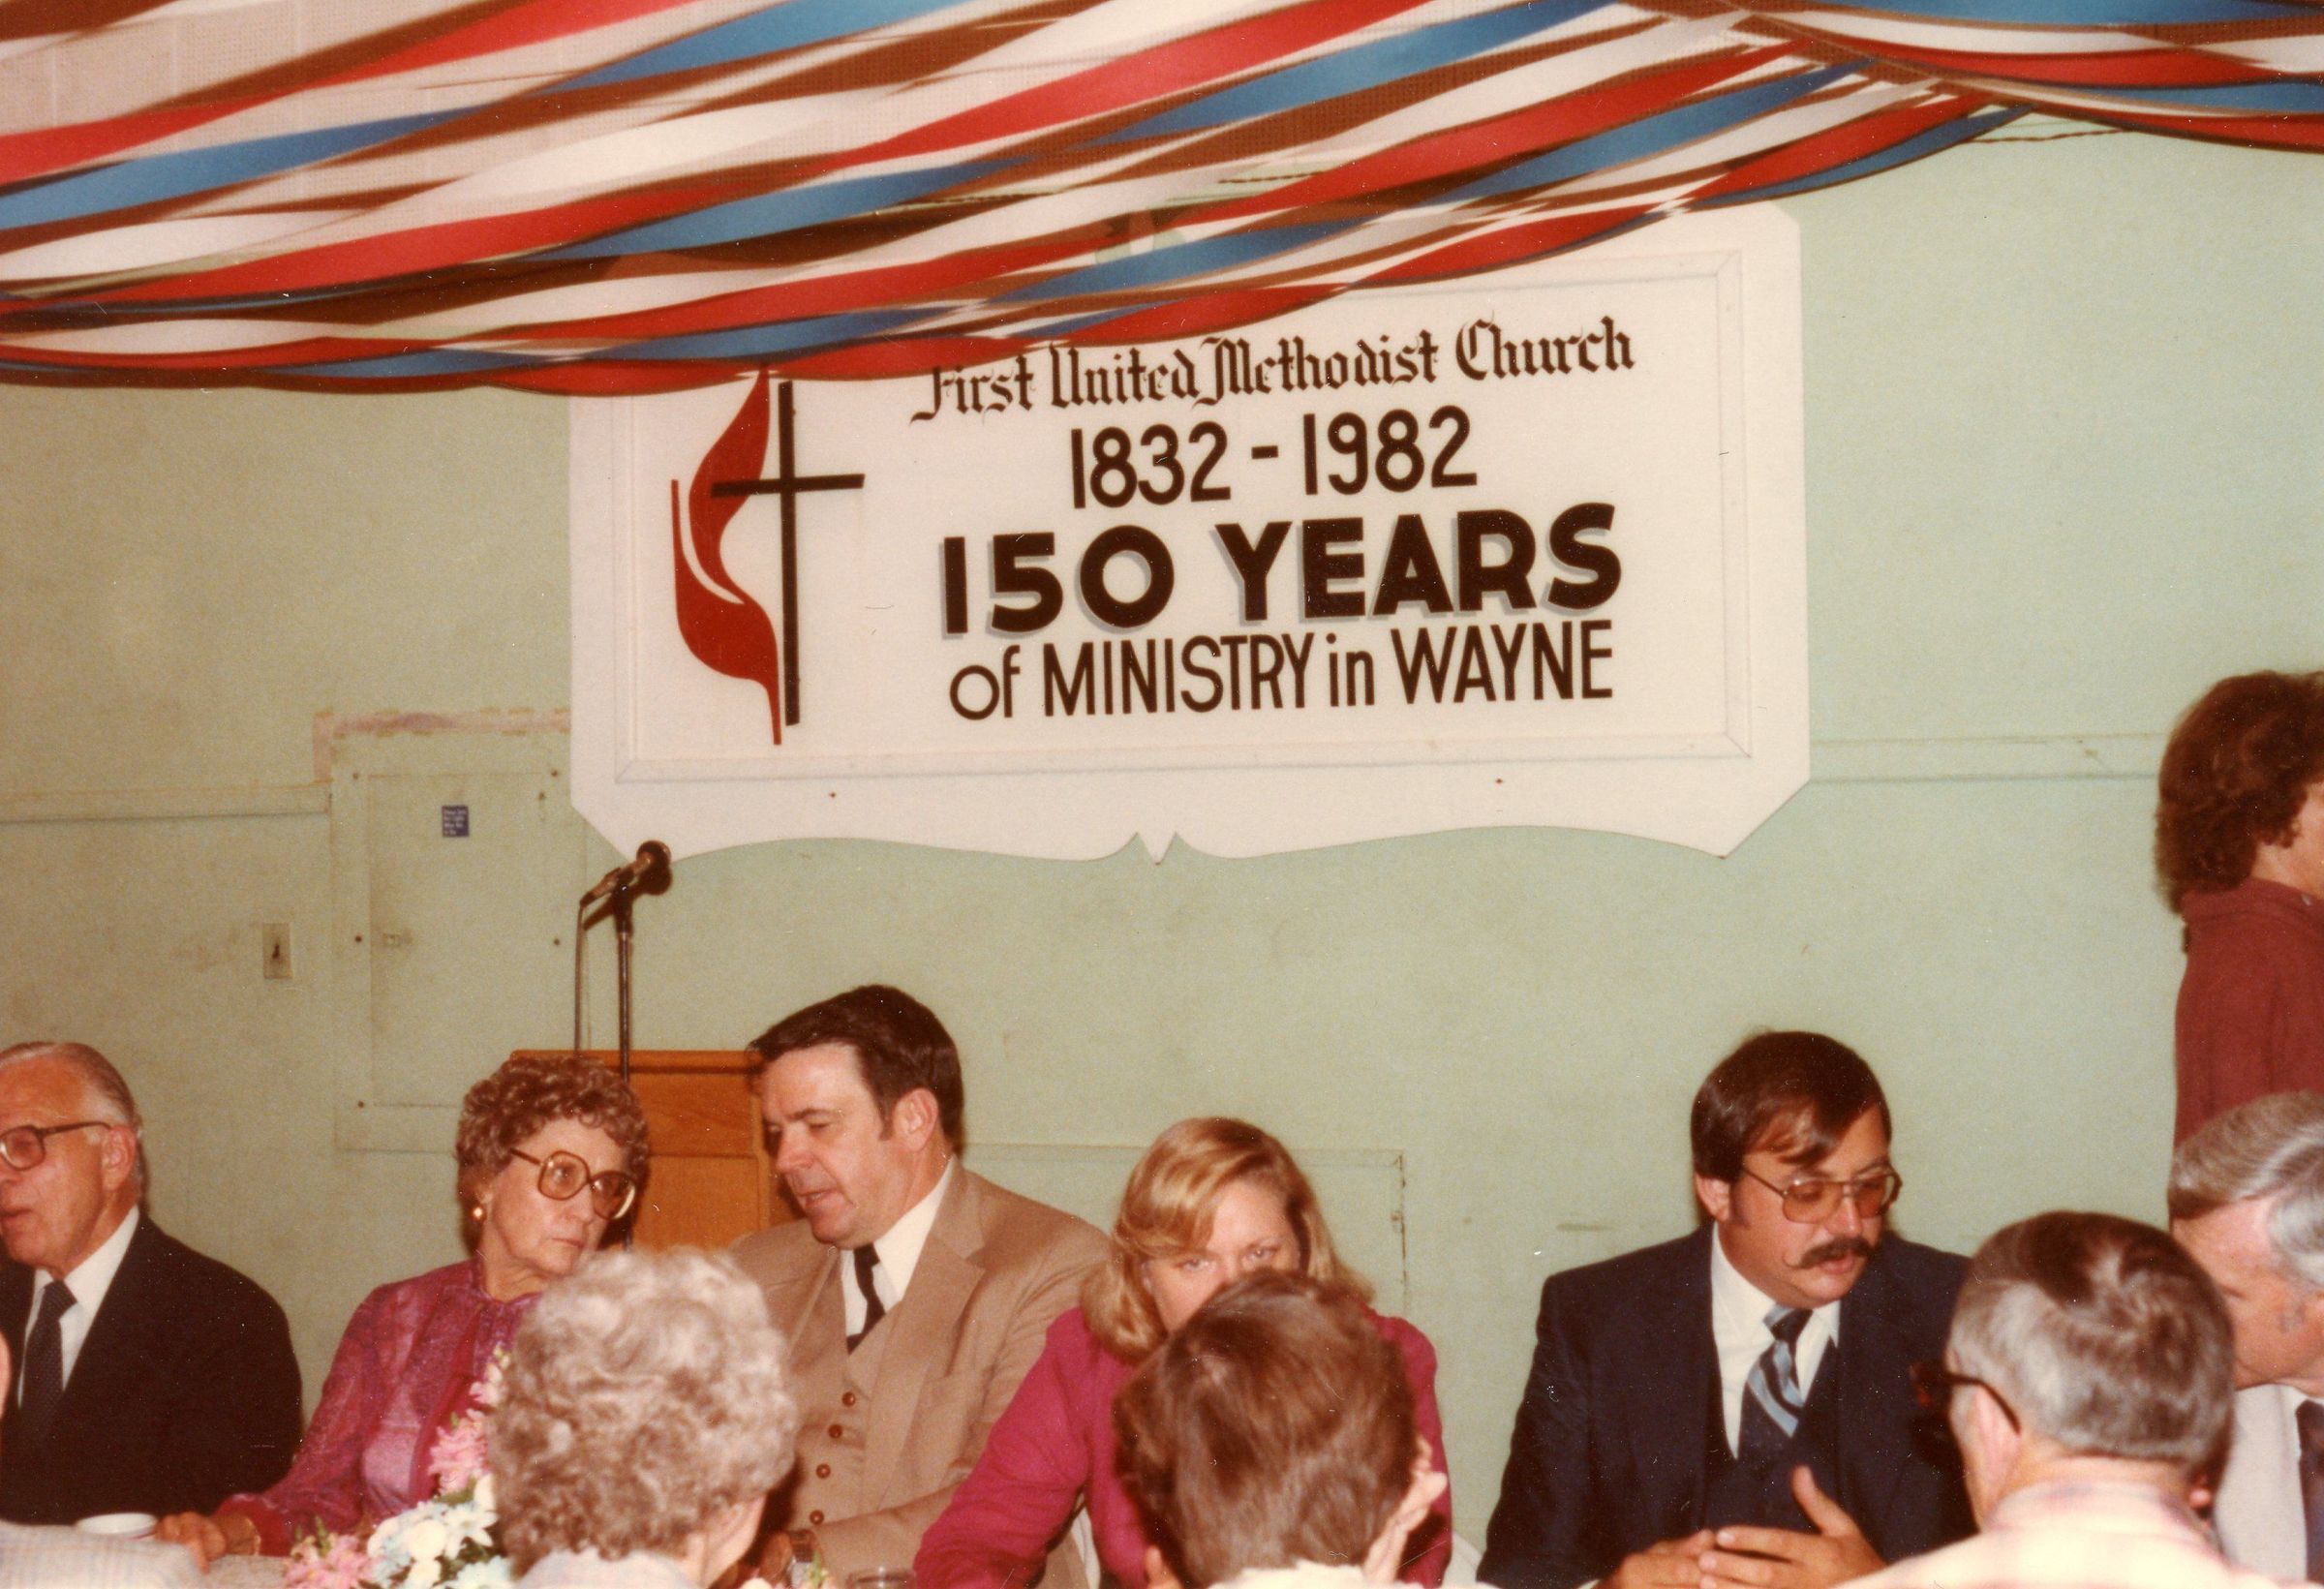 First United Methodist Church
1832 - 1982
150 YEARS
of MINISTRY in WAYNE